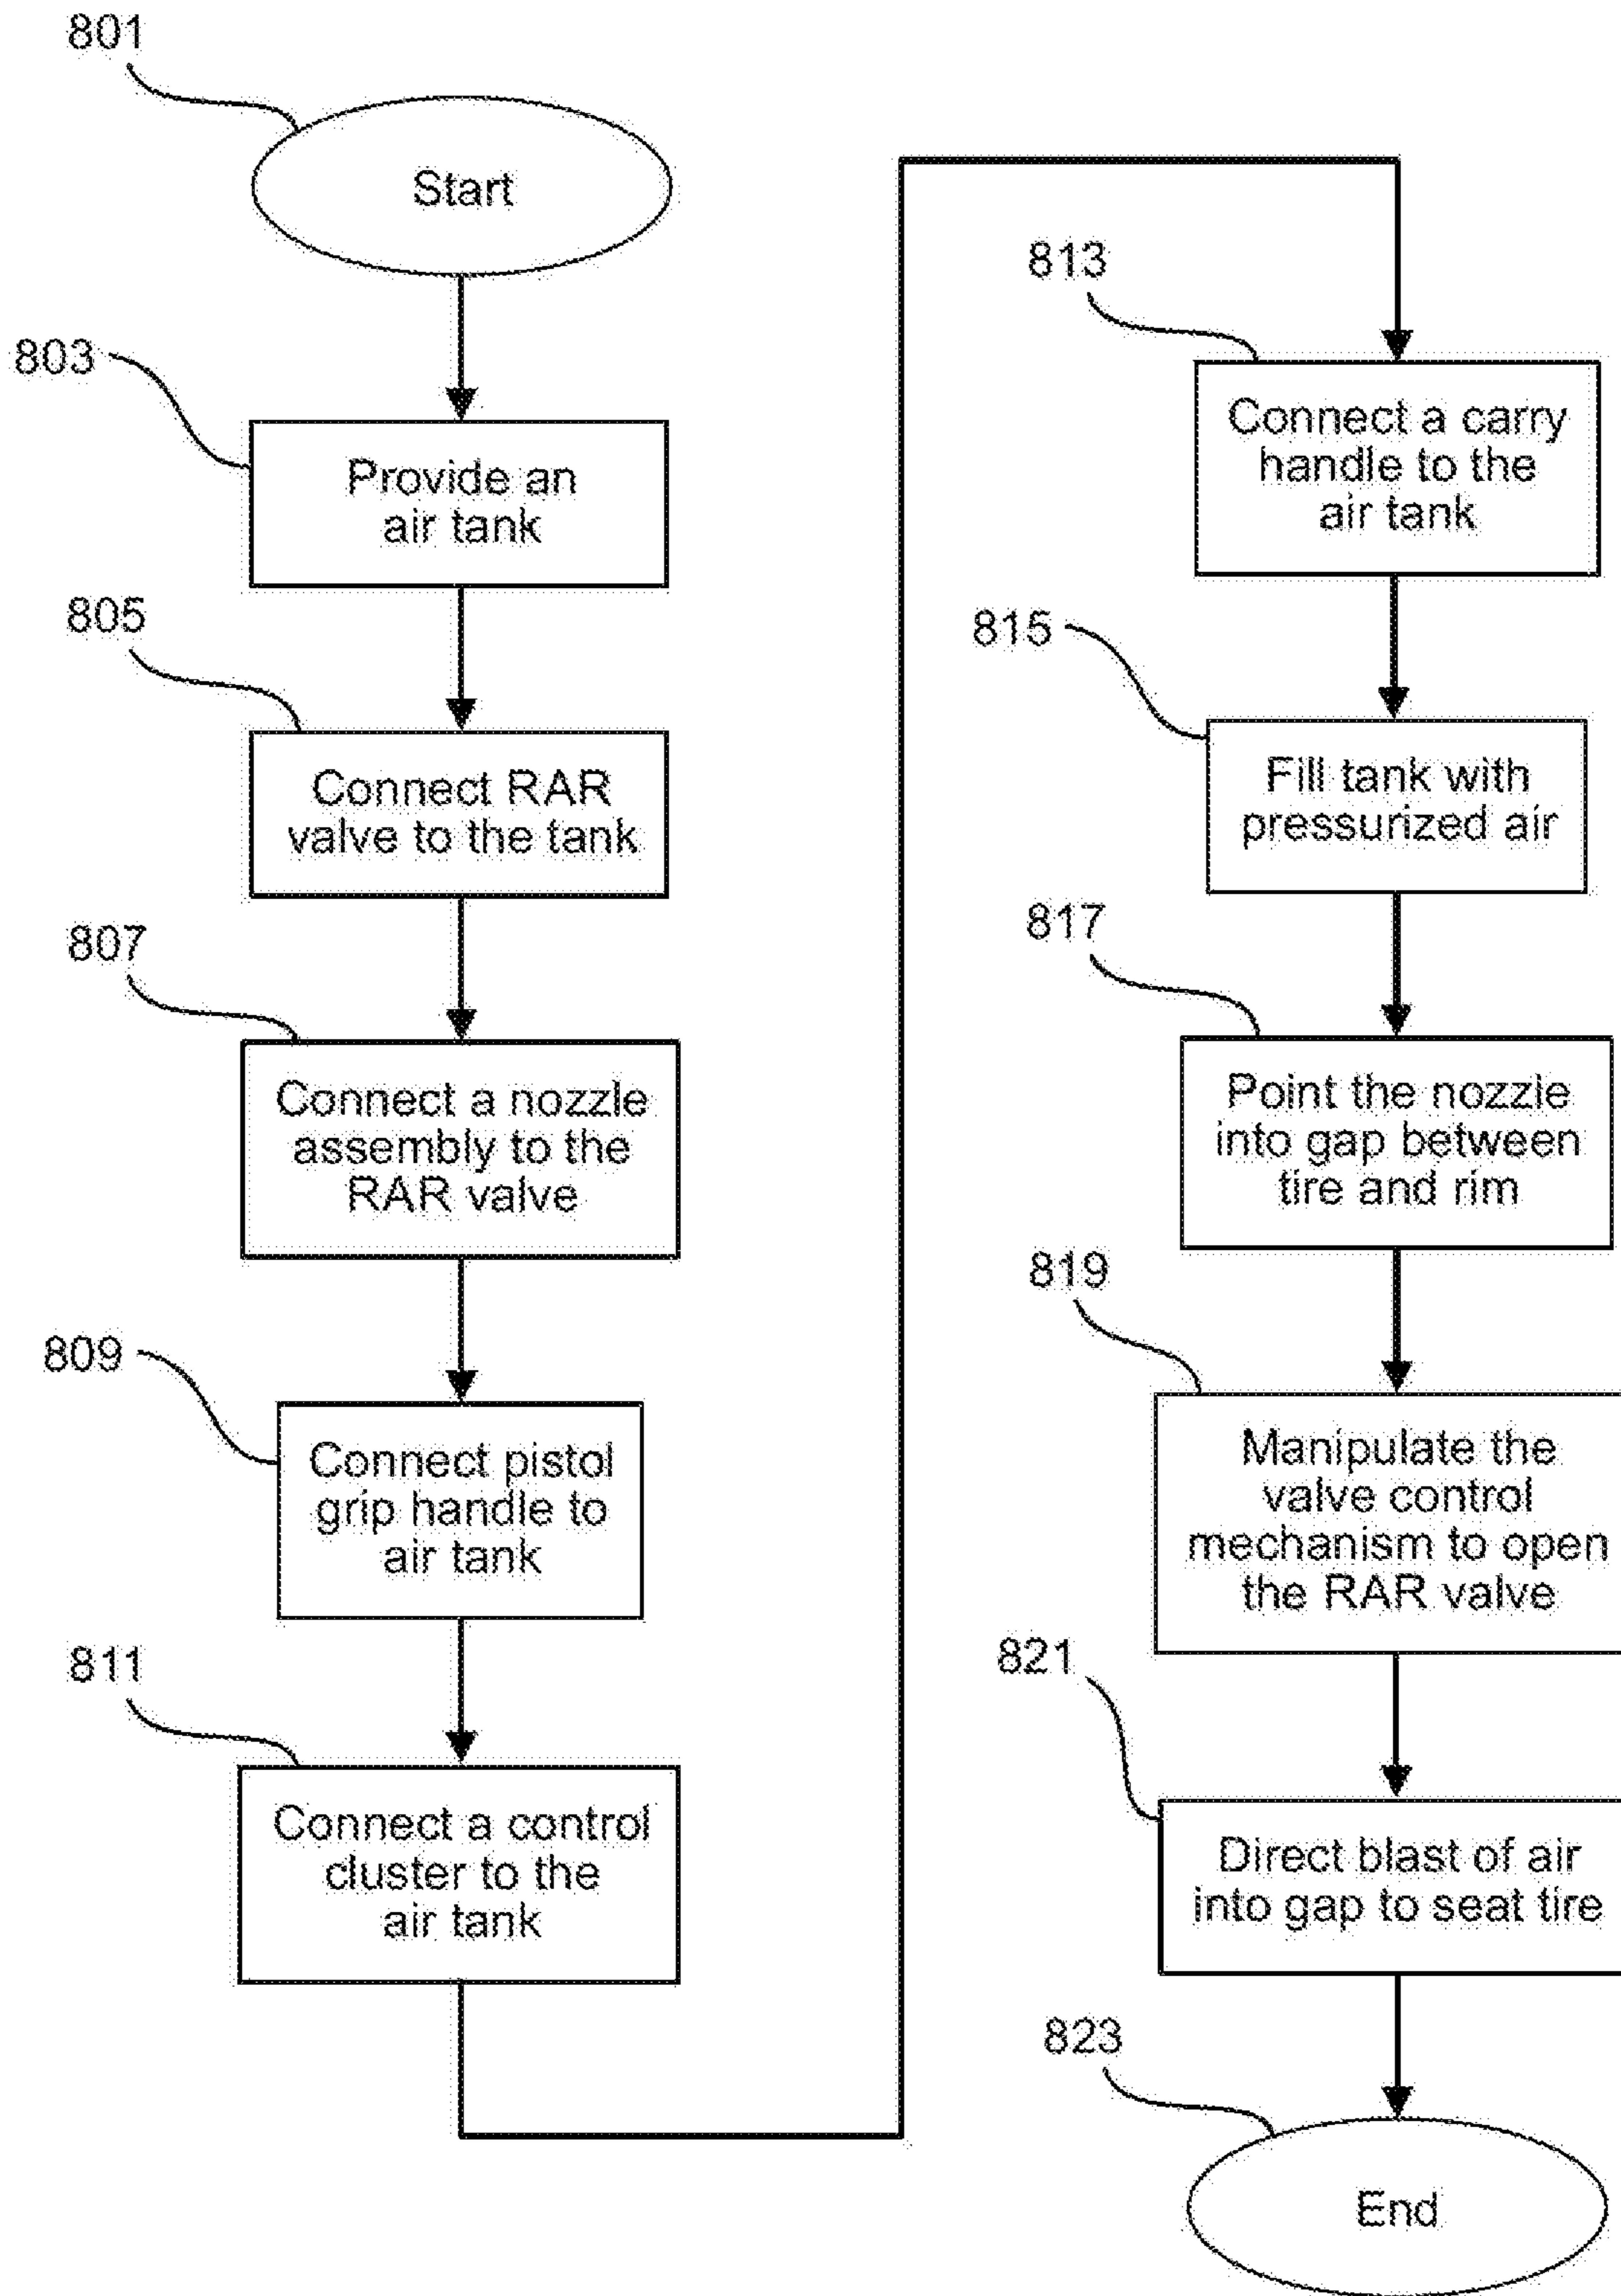 801
Start
803
Provide an
air tank
805
Connect RAR
valve to the tank
807
Connect a nozzle
assembly to the
RAR valve
809
Connect pistol
grip handle to
air tank
811
Connect a control
cluster to the
air tank
813
Connect a carry
handle to the
air tank
815
Fill tank with
pressurized air
817
Point the nozzle
into gap between
tire and rim
819
Manipulate the
valve control
mechanism to open
the RAR valve
821
Direct blast of air
into gap to seat tire
823
End